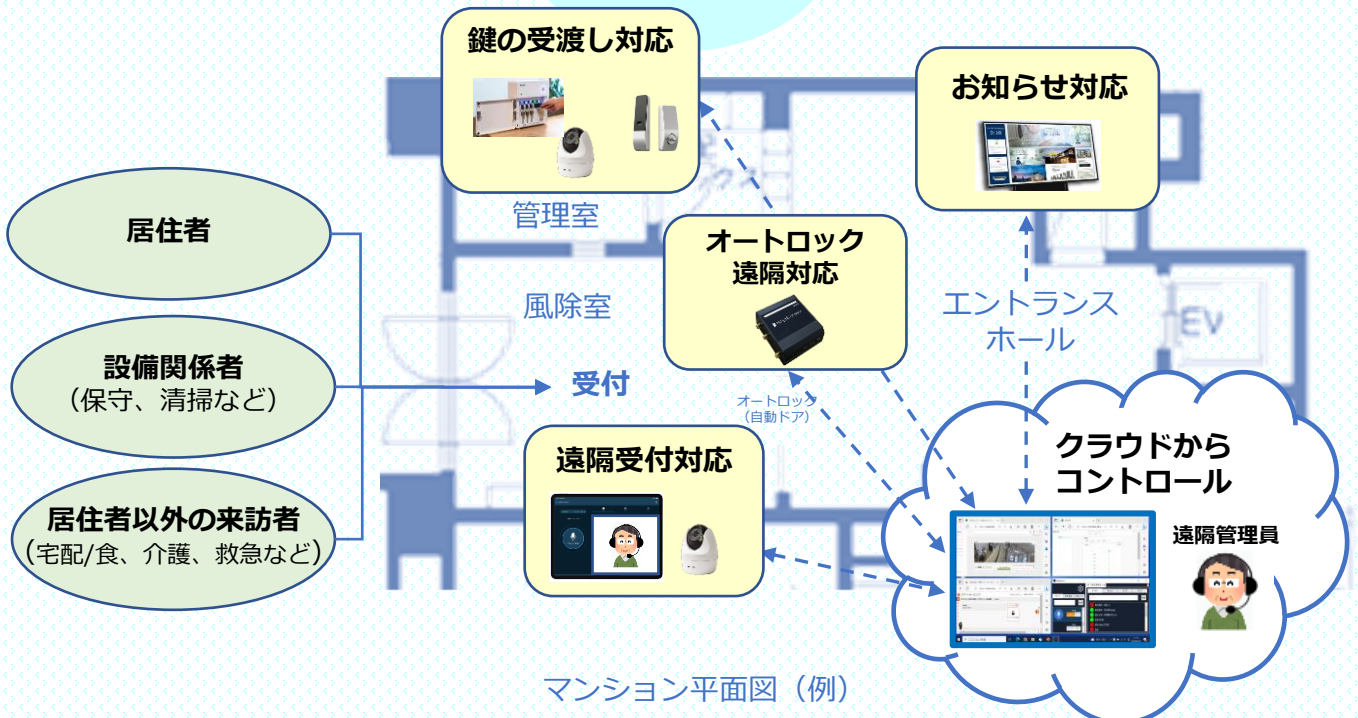 鍵の受渡し対応
お知らせ対応
管理室
居住者
オートロック
遠隔対応
風除室
エントランス
ホール
EV
設備関係者
（保守、清掃など）
受付
オートロック
（自動ドア）
遠隔受付対応
クラウドから
コントロール
居住者以外の来訪者
（宅配/食、介護、救急など）
遠隔管理員
マンション平面図（例）